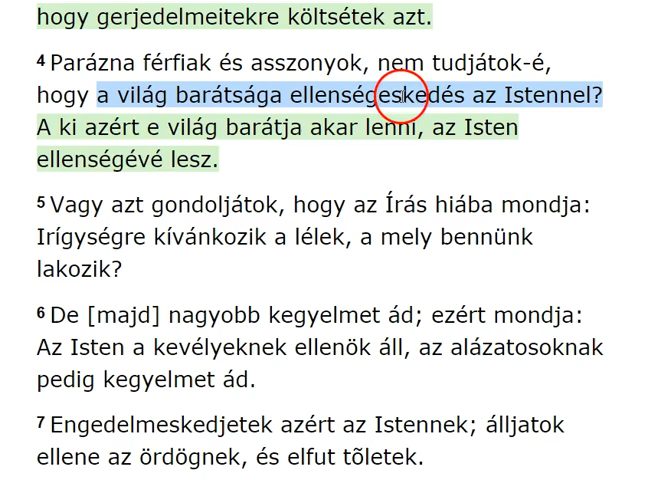 hogy gerjedelmeitekre költsétek azt.
4 Parázna férfiak és asszonyok, nem tudjátok-é,
hogy a világ barátsága ellenségeskedés az Istennel?
A ki azért e világ barátja akar lenni, az Isten
ellenségévé lesz.
5 Vagy azt gondoljátok, hogy az Írás hiába mondja:
Irígységre kívánkozik a lélek, a mely bennünk
lakozik?
6 De [majd] nagyobb kegyelmet ád; ezért mondja:
Az Isten a kevélyeknek ellenök áll, az alázatosoknak
pedig kegyelmet ád.
7 Engedelmeskedjetek azért az Istennek; álljatok
ellene az ördögnek, és elfut tõletek.